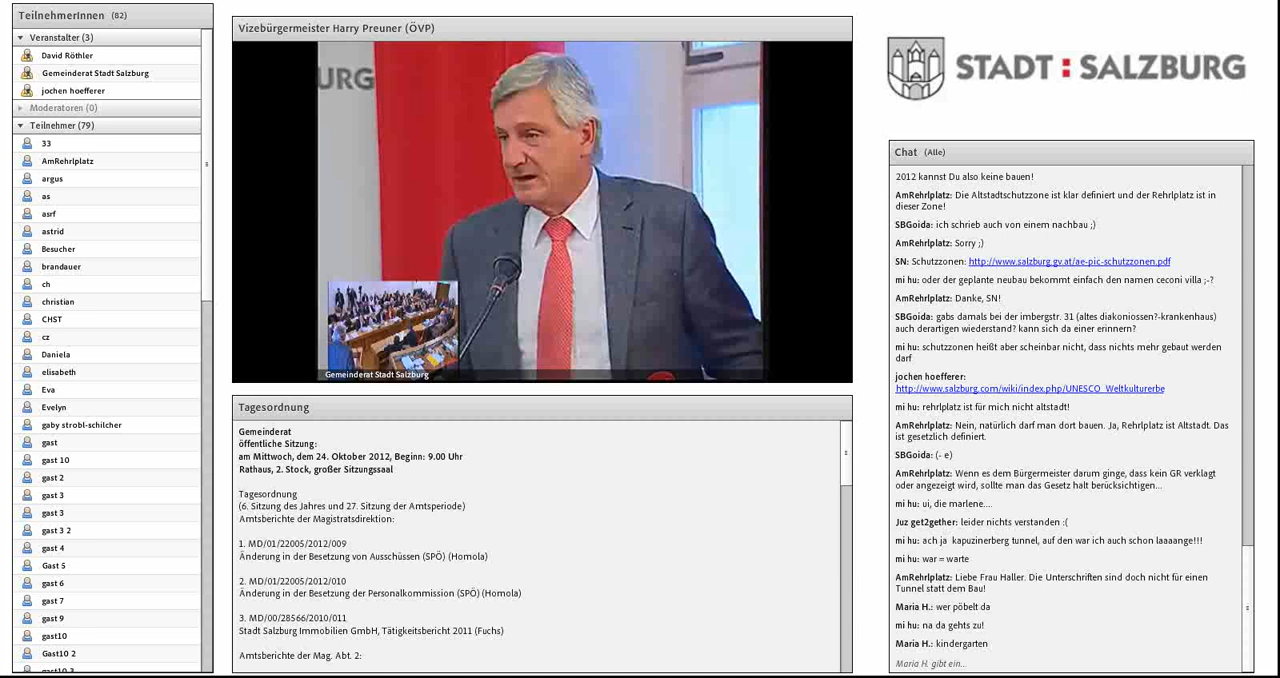 TeilnehmerInnen (82)
Veranstalter (3)
David Röthler
Gemeinderat Stadt Salzburg
jochen hoefferer
Moderatoren (0)
Teilnehmer (79)
33
AmRehrlplatz
argus
as
asrf
astrid
Besucher
brandauer
ch
christian
CHST
cz
Daniela
elisabeth
Eva
Evelyn
gaby strobl-schilcher
gast
gast 10
gast 2
gast 3
gast 3
gast 3 2
gast 4
Gast 5
gast 6
gast 7
gast 9
gast10
Gast10 2
gast10 3
Vizebürgermeister Harry Preuner (ÖVP)
URG
Gemeinderat Stadt Salzburg
Tagesordnung
Gemeinderat
öffentliche Sitzung:
am Mittwoch, dem 24. Oktober 2012, Beginn: 9.00 Uhr
Rathaus, 2. Stock, großer Sitzungssaal
Tagesordnung
(6. Sitzung des Jahres und 27. Sitzung der Amtsperiode)
Amtsberichte der Magistratsdirektion:
1. MD/01/22005/2012/009
Änderung in der Besetzung von Ausschüssen (SPÖ) (Homola)
2. MD/01/22005/2012/010
Änderung in der Besetzung der Personalkommission (SPÖ) (Homola)
3. MD/00/28566/2010/011
Stadt Salzburg Immobilien GmbH, Tätigkeitsbericht 2011 (Fuchs)
Amtsberichte der Mag. Abt. 2:
STADT : SALZBURG
Chat (Alle)
2012 kannst Du also keine bauen!
AmRehrlplatz: Die Altstadtschutzzone ist klar definiert und der Rehrlplatz ist in
dieser Zone!
SBGoida: ich schrieb auch von einem nachbau ;)
AmRehrlplatz: Sorry ;)
SN: Schutzzonen: http://www.salzburg.gv.at/ae-pic-schutzzonen.pdf
mi hu: oder der geplante neubau bekommt einfach den namen ceconi villa ;-?
AmRehrlplatz: Danke, SN!
SBGoida: gabs damals bei der imbergstr. 31 (altes diakoniossen?-krankenhaus)
auch derartigen wiederstand? kann sich da einer erinnern?
mi hu: schutzzonen heißt aber scheinbar nicht, dass nichts mehr gebaut werden
darf
jochen hoefferer:
http://www.salzburg.com/wiki/index.php/UNESCO_Weltkulturerbe
mi hu: rehrlplatz ist für mich nicht altstadt!
AmRehrlplatz: Nein, natürlich darf man dort bauen. Ja, Rehrlplatz ist Altstadt. Das
ist gesetzlich definiert.
SBGoida: (- e)
AmRehrlplatz: Wenn es dem Bürgermeister darum ginge, dass kein GR verklagt
oder angezeigt wird, sollte man das Gesetz halt berücksichtigen...
mi hu: ui, die marlene....
Juz get2gether: leider nichts verstanden :(
mi hu: ach ja kapuzinerberg tunnel, auf den war ich auch schon laaaange!!!
mi hu: war = warte
AmRehrlplatz: Liebe Frau Haller. Die Unterschriften sind doch nicht für einen
Tunnel statt dem Bau!
Maria H.: wer pöbelt da
mi hu: na da gehts zu!
Maria H.: kindergarten
Maria H. gibt ein...